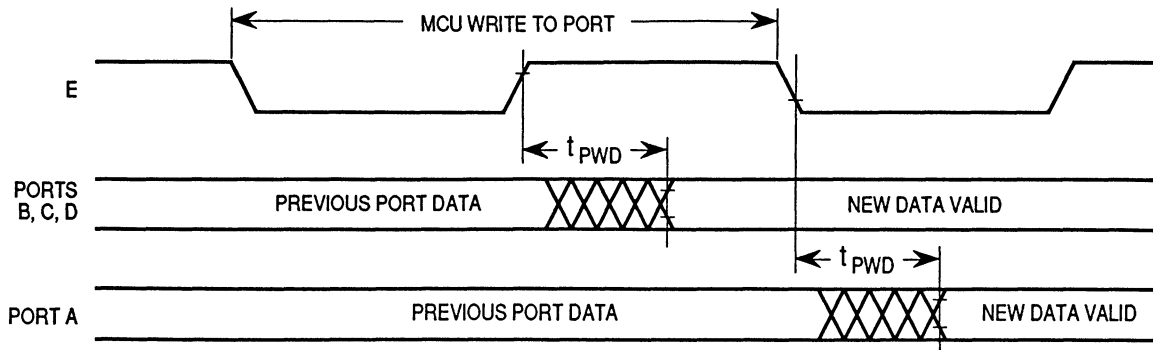 MCU WRITE TO PORT
E
t PWD
PORTS
B, C, D
PREVIOUS PORT DATA
NEW DATA VALID
t PWD
PORT A
PREVIOUS PORT DATA
NEW DATA VALID